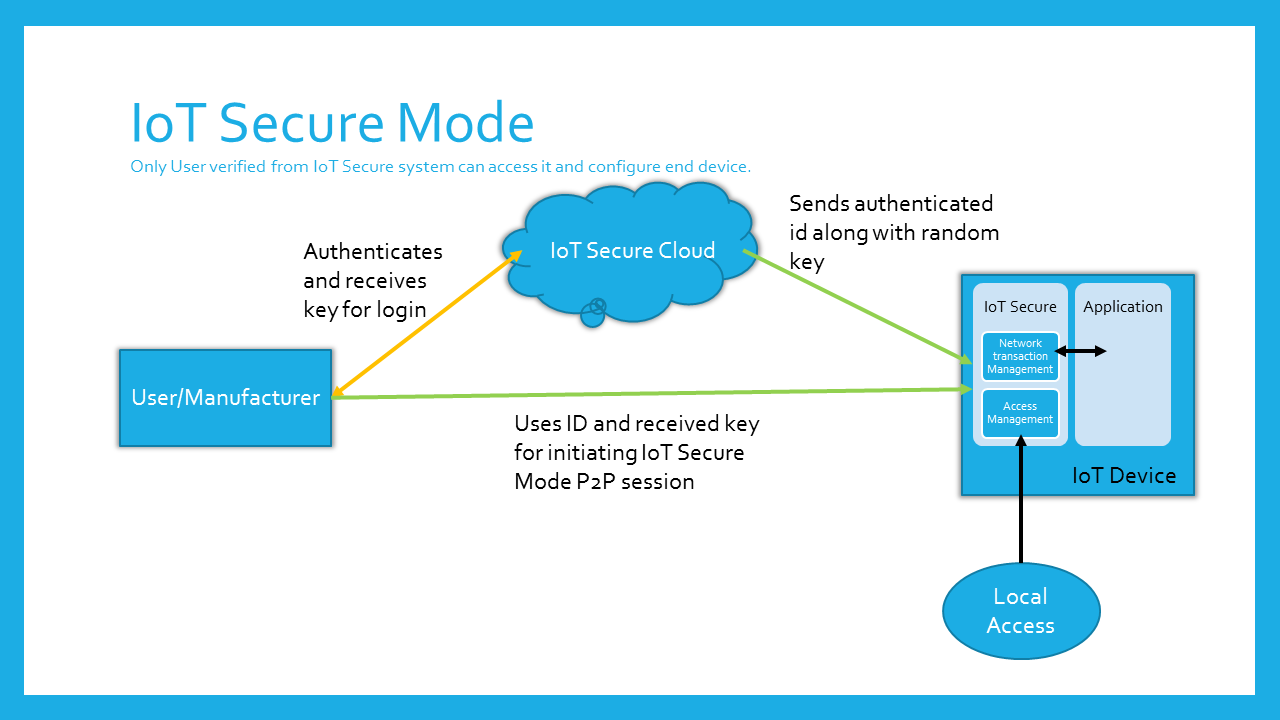 IoT Secure Mode
Only User verified from IoT Secure system can access it and configure end device.
Sends authenticated
id along with random
key
IoT Secure Cloud
Authenticates
and receives
key for login
IoT Secure
Application
Network
transaction
Management
User/Manufacturer
Access
Management
Uses ID and received key
for initiating IoT Secure
Mode P2P session
IoT Device
Local
Access